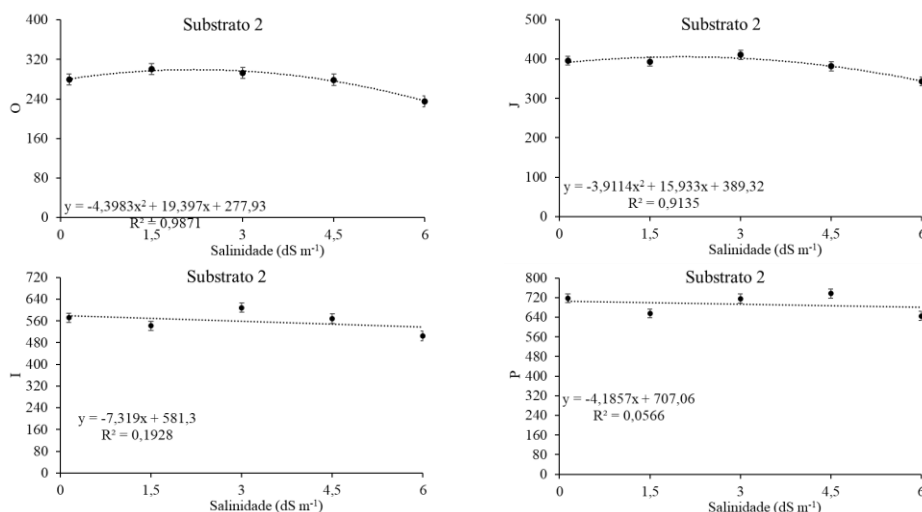 Substrato 2
400
320
240
160
80
0
O
y = -4,3983x² + 19,397x + 277,93
R² = 0,9871
0 1,5 3 4,5 6
Salinidade (dS m⁻¹)
Substrato 2
500
400
300
200
100
0
J
y = -3,9114x² + 15,933x + 389,32
R² = 0,9135
0 1,5 3 4,5 6
Salinidade (dS m⁻¹)
Substrato 2
720
640
560
480
400
320
240
160
80
0
I
y = -7,319x + 581,3
R² = 0,1928
0 1,5 3 4,5 6
Salinidade (dS m⁻¹)
Substrato 2
800
720
640
560
480
400
320
240
160
80
0
P
y = -4,1857x + 707,06
R² = 0,0566
0 1,5 3 4,5 6
Salinidade (dS m⁻¹)